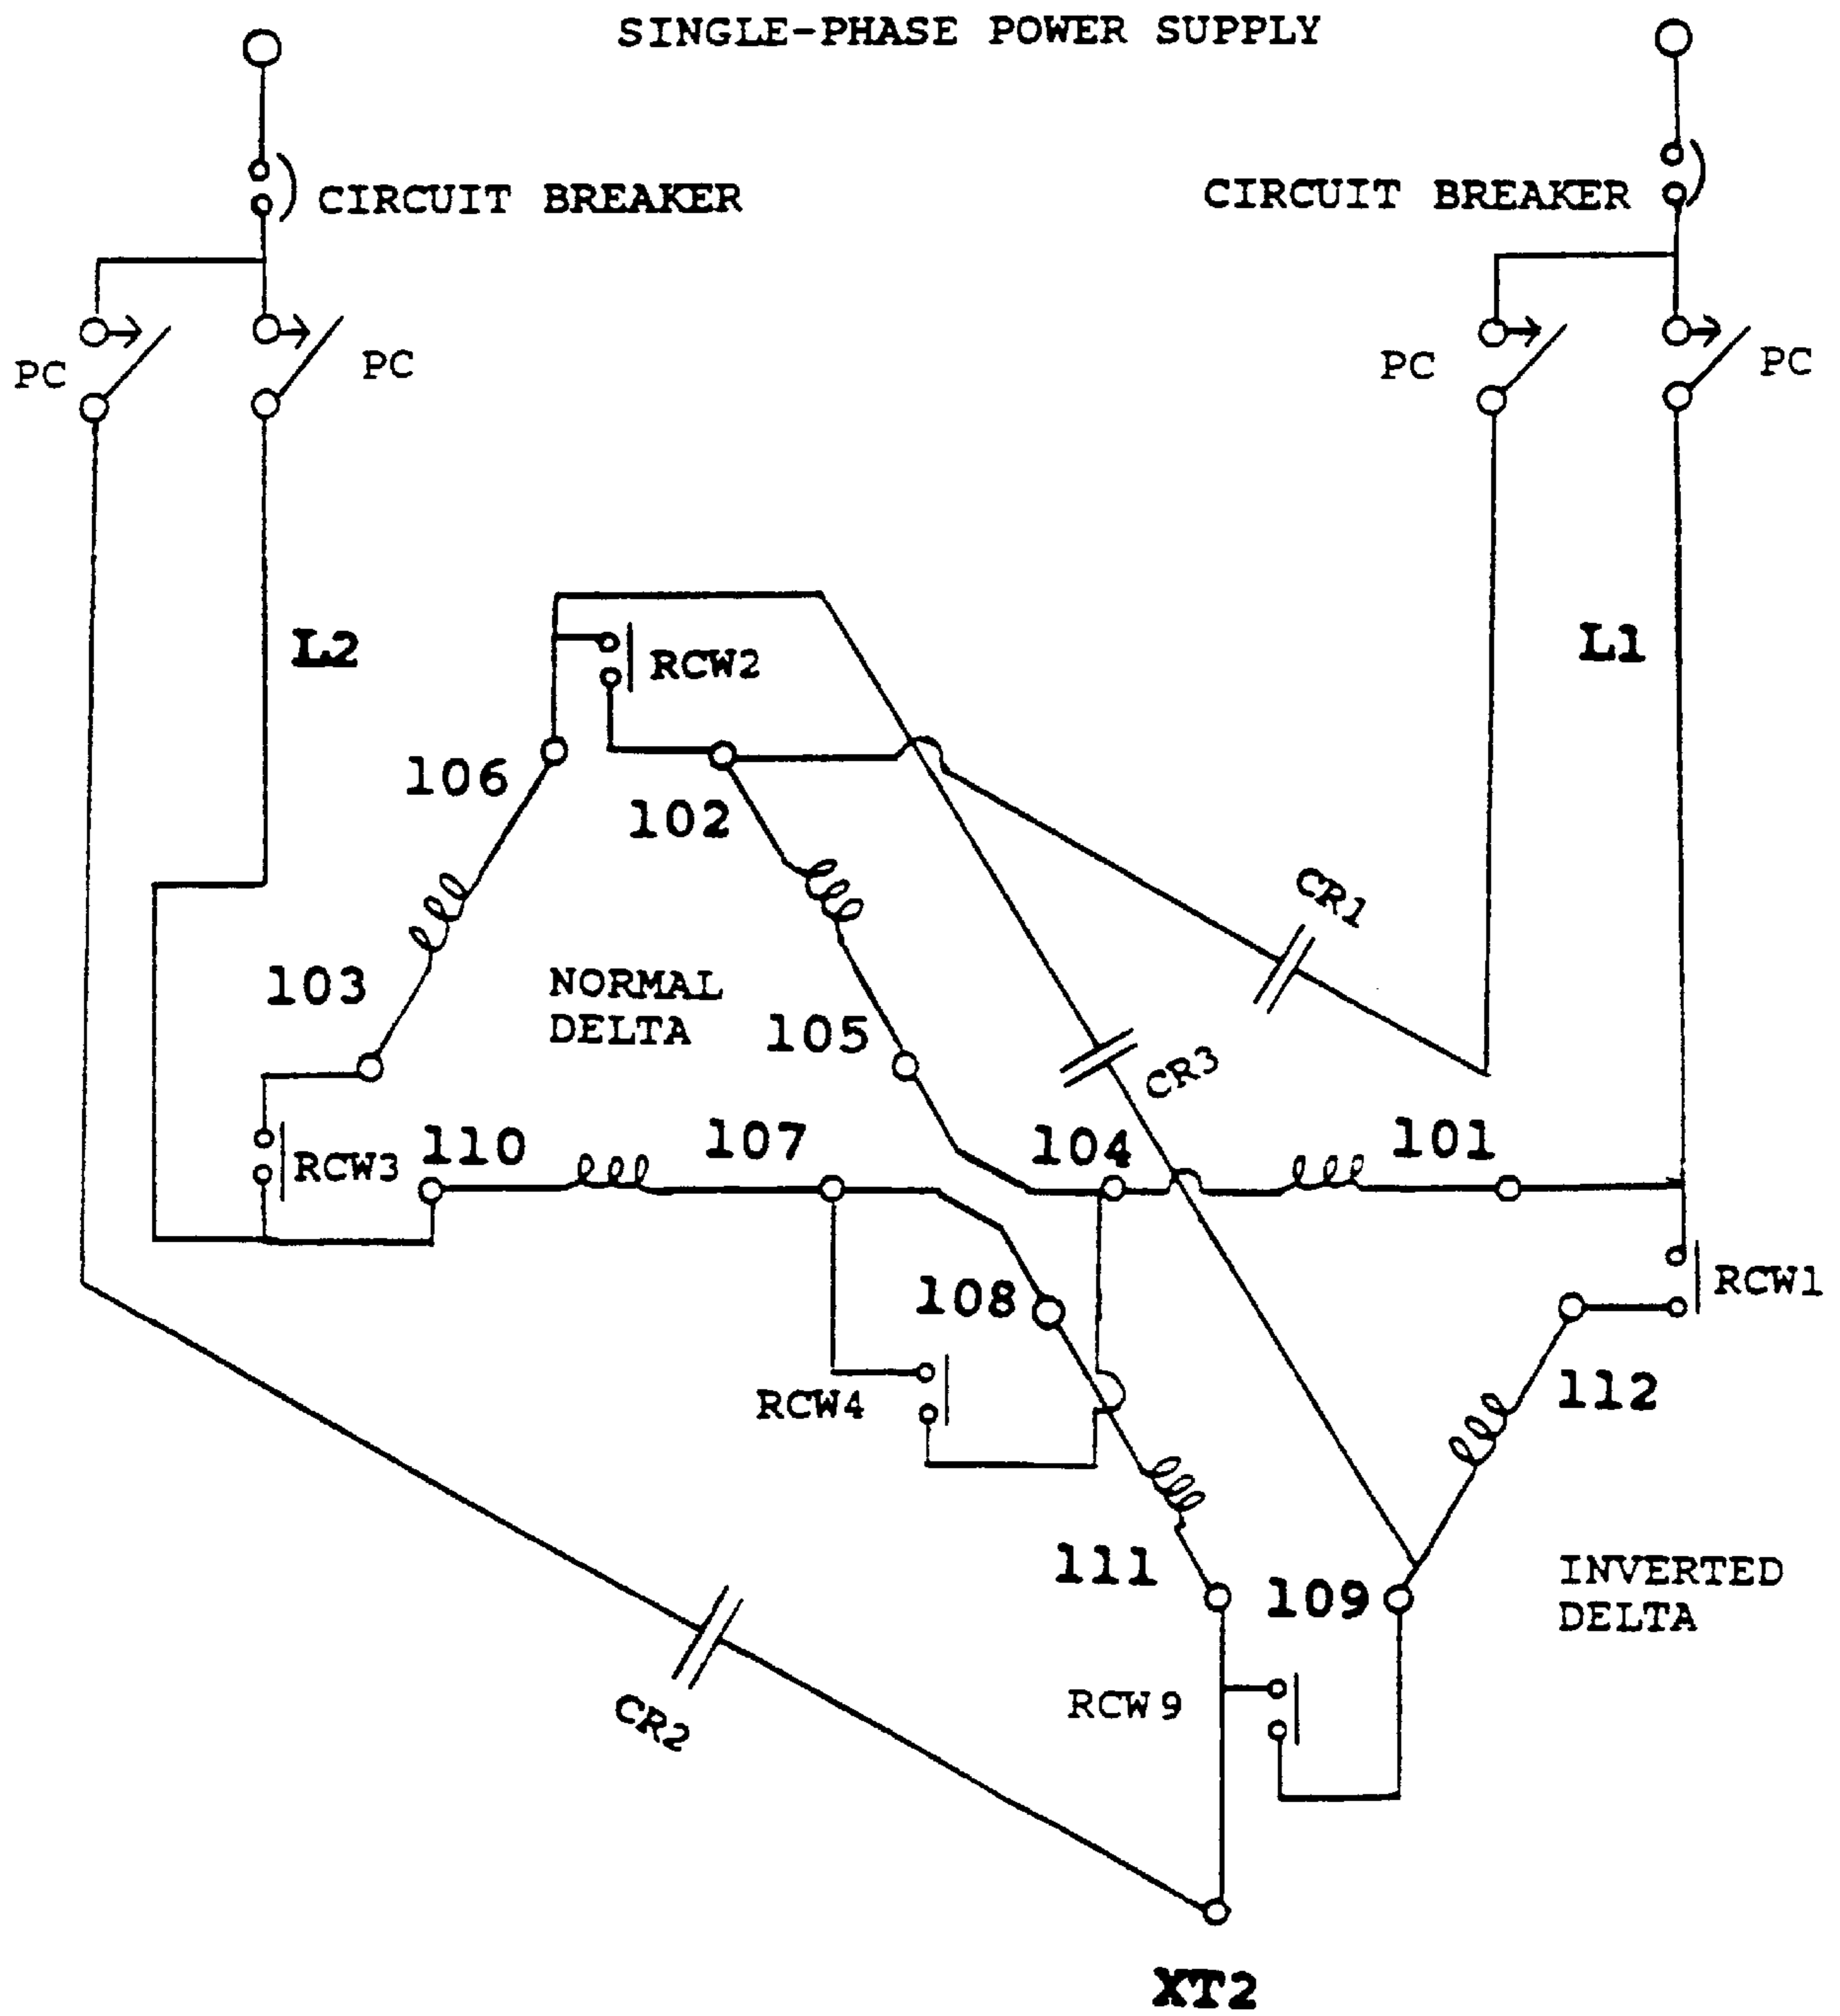 SINGLE-PHASE POWER SUPPLY
CIRCUIT BREAKER
CIRCUIT BREAKER
PC
PC
PC
PC
L2
L1
RCW2
106
102
CR1
103
NORMAL
DELTA
105
CR3
RCW3
110
107
104
101
108
RCW1
RCW4
112
111
109
INVERTED
DELTA
CR2
RCW9
XT2